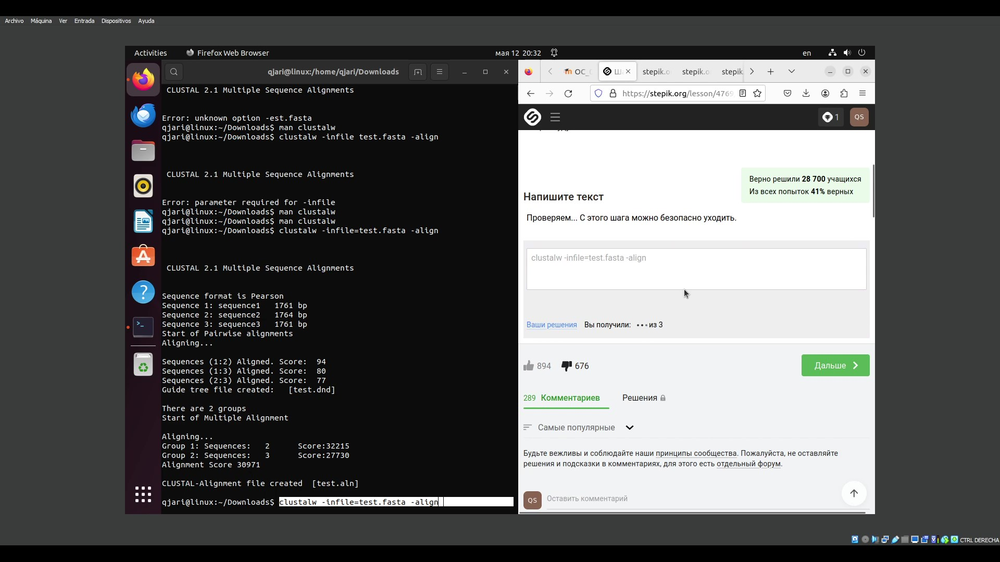 Archivo Máquina Ver Entrada Dispositivos Ayuda
Activities Firefox Web Browser мая 12 20:32 en
qjari@linux:/home/qjari/Downloads
CLUSTAL 2.1 Multiple Sequence Alignments
Error: unknown option -est.fasta
qjari@linux:~/Downloads$ man clustalw
qjari@linux:~/Downloads$ clustalw -infile test.fasta -align
CLUSTAL 2.1 Multiple Sequence Alignments
Error: parameter required for -infile
qjari@linux:~/Downloads$ man clustalw
qjari@linux:~/Downloads$ man clustalw
qjari@linux:~/Downloads$ clustalw -infile=test.fasta -align
CLUSTAL 2.1 Multiple Sequence Alignments
Sequence format is Pearson
Sequence 1: sequence1 1761 bp
Sequence 2: sequence2 1764 bp
Sequence 3: sequence3 1761 bp
Start of Pairwise alignments
Aligning...
Sequences (1:2) Aligned. Score: 94
Sequences (1:3) Aligned. Score: 80
Sequences (2:3) Aligned. Score: 77
Guide tree file created: [test.dnd]
There are 2 groups
Start of Multiple Alignment
Aligning...
Group 1: Sequences: 2 Score:32215
Group 2: Sequences: 3 Score:27730
Alignment Score 30971
CLUSTAL-Alignment file created [test.aln]
qjari@linux:~/Downloads$ clustalw -infile=test.fasta -align
OC_ Ш stepik.o stepik.o stepik
https://stepik.org/lesson/4769
1 QS
Верно решили 28 700 учащихся
Из всех попыток 41% верных
Напишите текст
Проверяем... С этого шага можно безопасно уходить.
clustalw -infile=test.fasta -align
Ваши решения Вы получили: ••• из 3
894 676 Дальше
289 Комментариев Решения
Самые популярные
Будьте вежливы и соблюдайте наши принципы сообщества. Пожалуйста, не оставляйте
решения и подсказки в комментариях, для этого есть отдельный форум.
QS Оставить комментарий
CTRL DERECHA